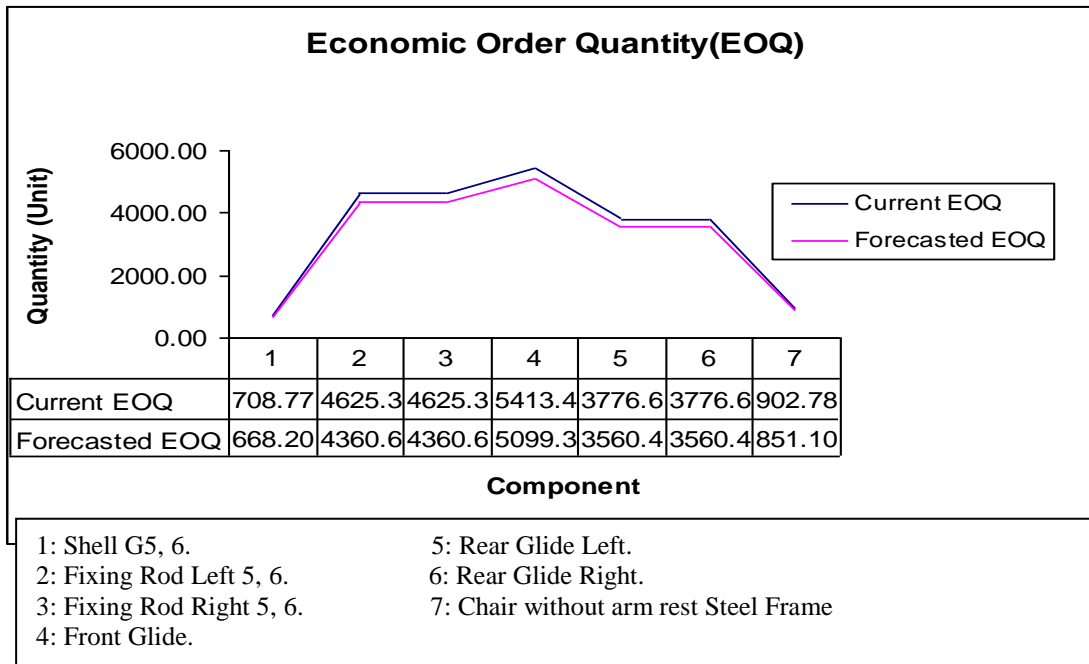 Economic Order Quantity(EOQ)
Quantity (Unit)
6000.00
4000.00
2000.00
0.00
Current EOQ
Forecasted EOQ
1 2 3 4 5 6 7
Current EOQ 708.77 4625.3 4625.3 5413.4 3776.6 3776.6 902.78
Forecasted EOQ 668.20 4360.6 4360.6 5099.3 3560.4 3560.4 851.10
Component
1: Shell G5, 6. 5: Rear Glide Left.
2: Fixing Rod Left 5, 6. 6: Rear Glide Right.
3: Fixing Rod Right 5, 6. 7: Chair without arm rest Steel Frame
4: Front Glide.